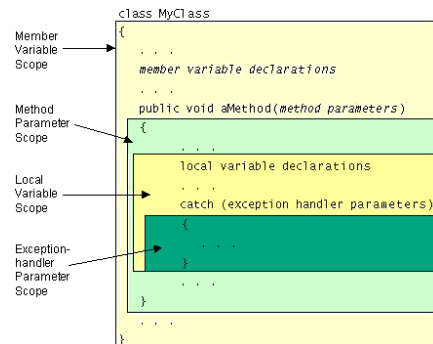 class MyClass
{
. . .
member variable declarations
. . .
public void aMethod(method parameters)
{
. . .
local variable declarations
. . .
catch (exception handler parameters)
{
. . .
}
. . .
}
. . .
}
Member
Variable
Scope
Method
Parameter
Scope
Local
Variable
Scope
Exception-
handler
Parameter
Scope